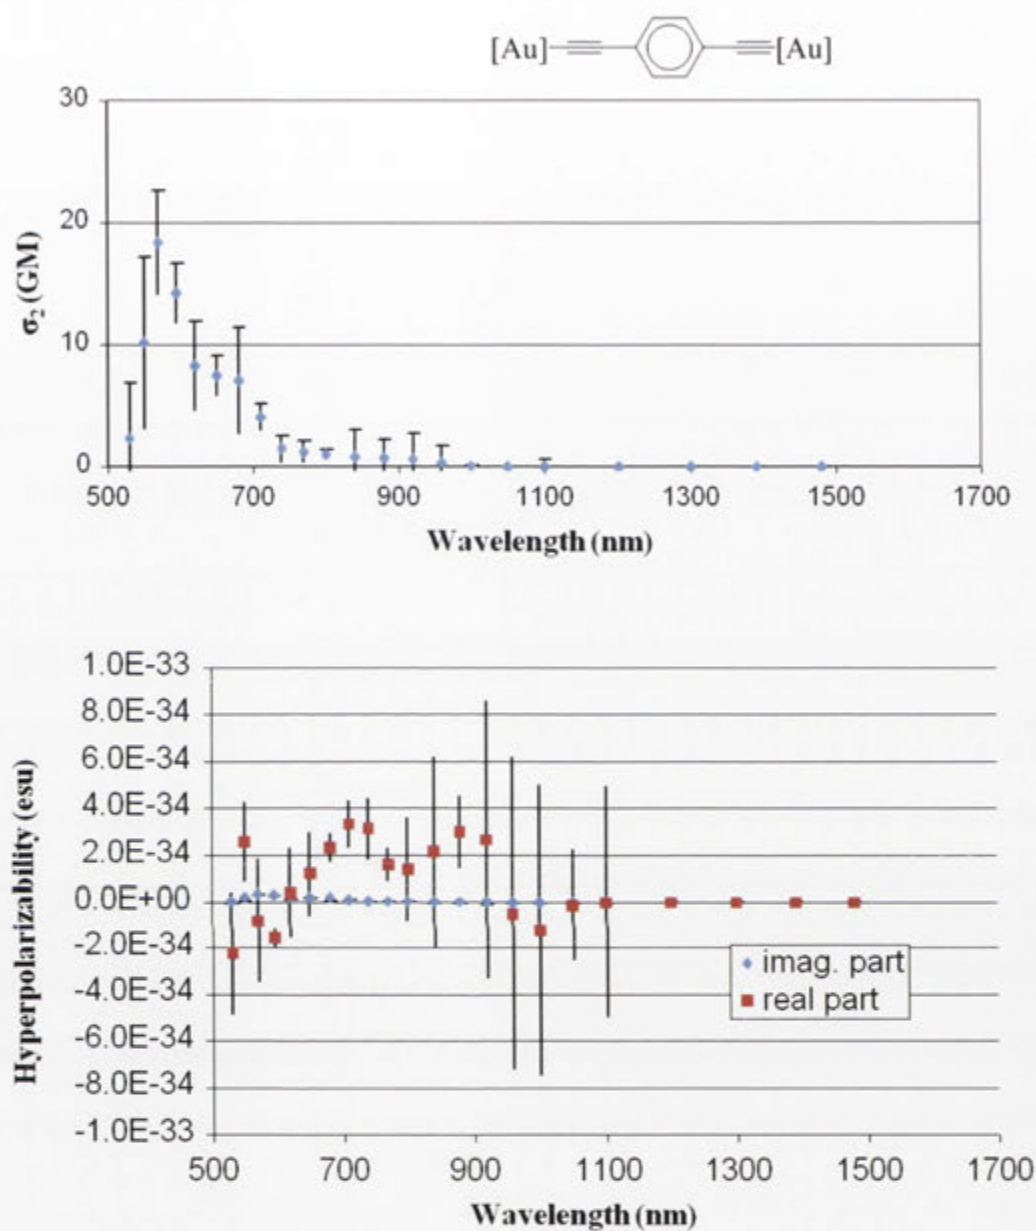 [Au] [Au]
30
20
10
0
σ₂ (GM)
500 700 900 1100 1300 1500 1700
Wavelength (nm)
1.0E-33
8.0E-34
6.0E-34
4.0E-34
2.0E-34
0.0E+00
-2.0E-34
-4.0E-34
-6.0E-34
-8.0E-34
-1.0E-33
Hyperpolarizability (esu)
imag. part
real part
500 700 900 1100 1300 1500 1700
Wavelength (nm)